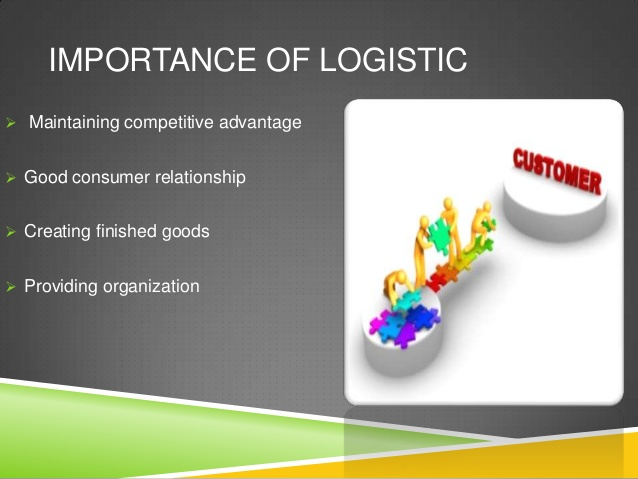 IMPORTANCE OF LOGISTIC
Maintaining competitive advantage
Good consumer relationship
Creating finished goods
Providing organization
CUSTOMER